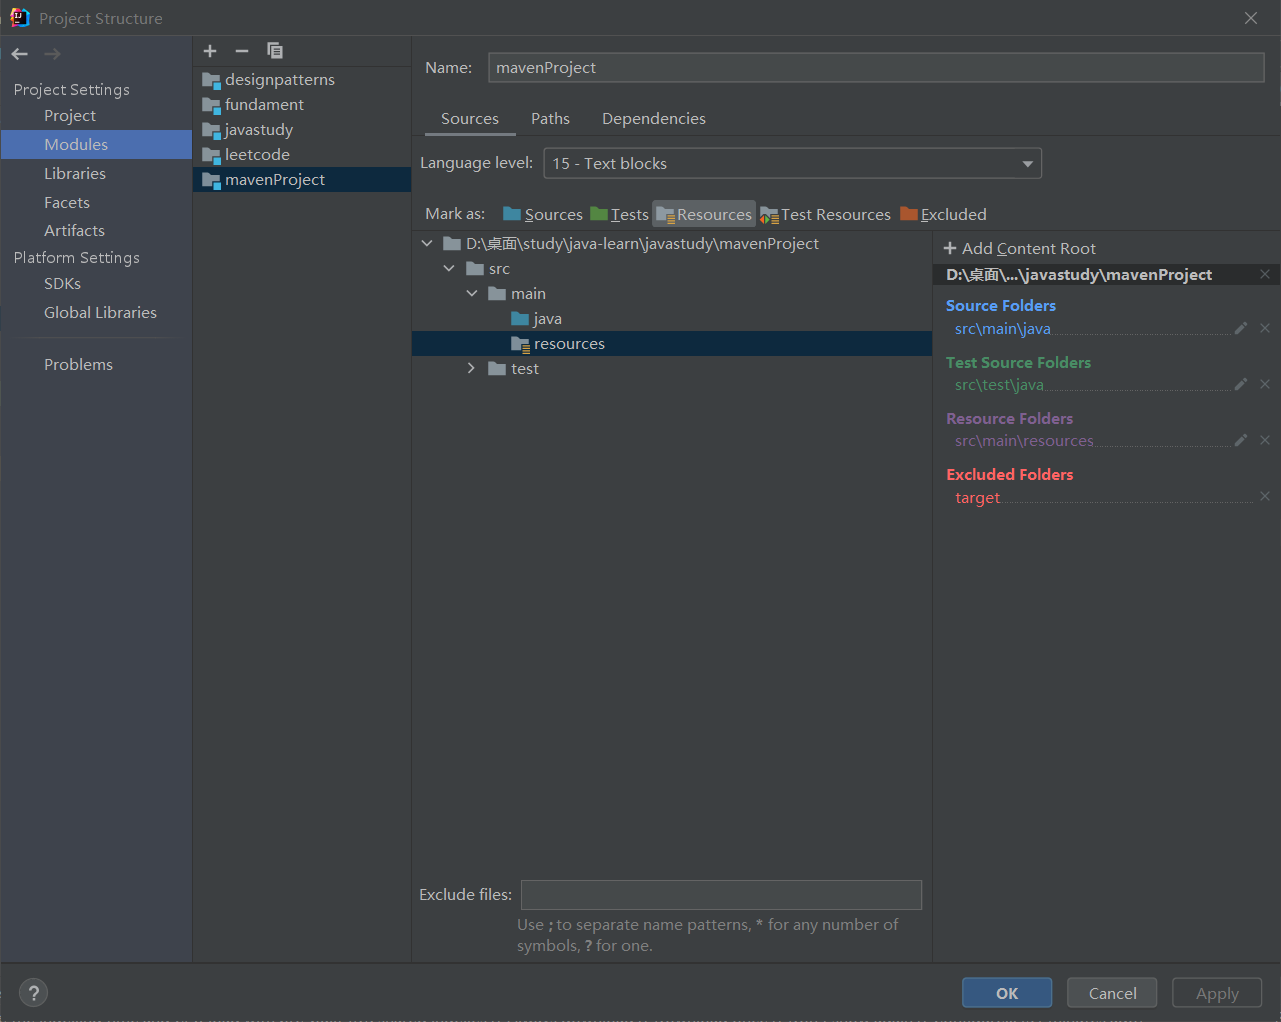 Project Structure
Project Settings
Project
Modules
Libraries
Facets
Artifacts
Platform Settings
SDKs
Global Libraries
Problems
designpatterns
fundament
javastudy
leetcode
mavenProject
Name: mavenProject
Sources Paths Dependencies
Language level: 15 - Text blocks
Mark as: Sources Tests Resources Test Resources Excluded
D:\桌面\study\java-learn\javastudy\mavenProject
src
main
java
resources
test
Add Content Root
D:\桌面\...\javastudy\mavenProject
Source Folders
src\main\java
Test Source Folders
src\test\java
Resource Folders
src\main\resources
Excluded Folders
target
Exclude files:
Use ; to separate name patterns, * for any number of
symbols, ? for one.
?
OK Cancel Apply